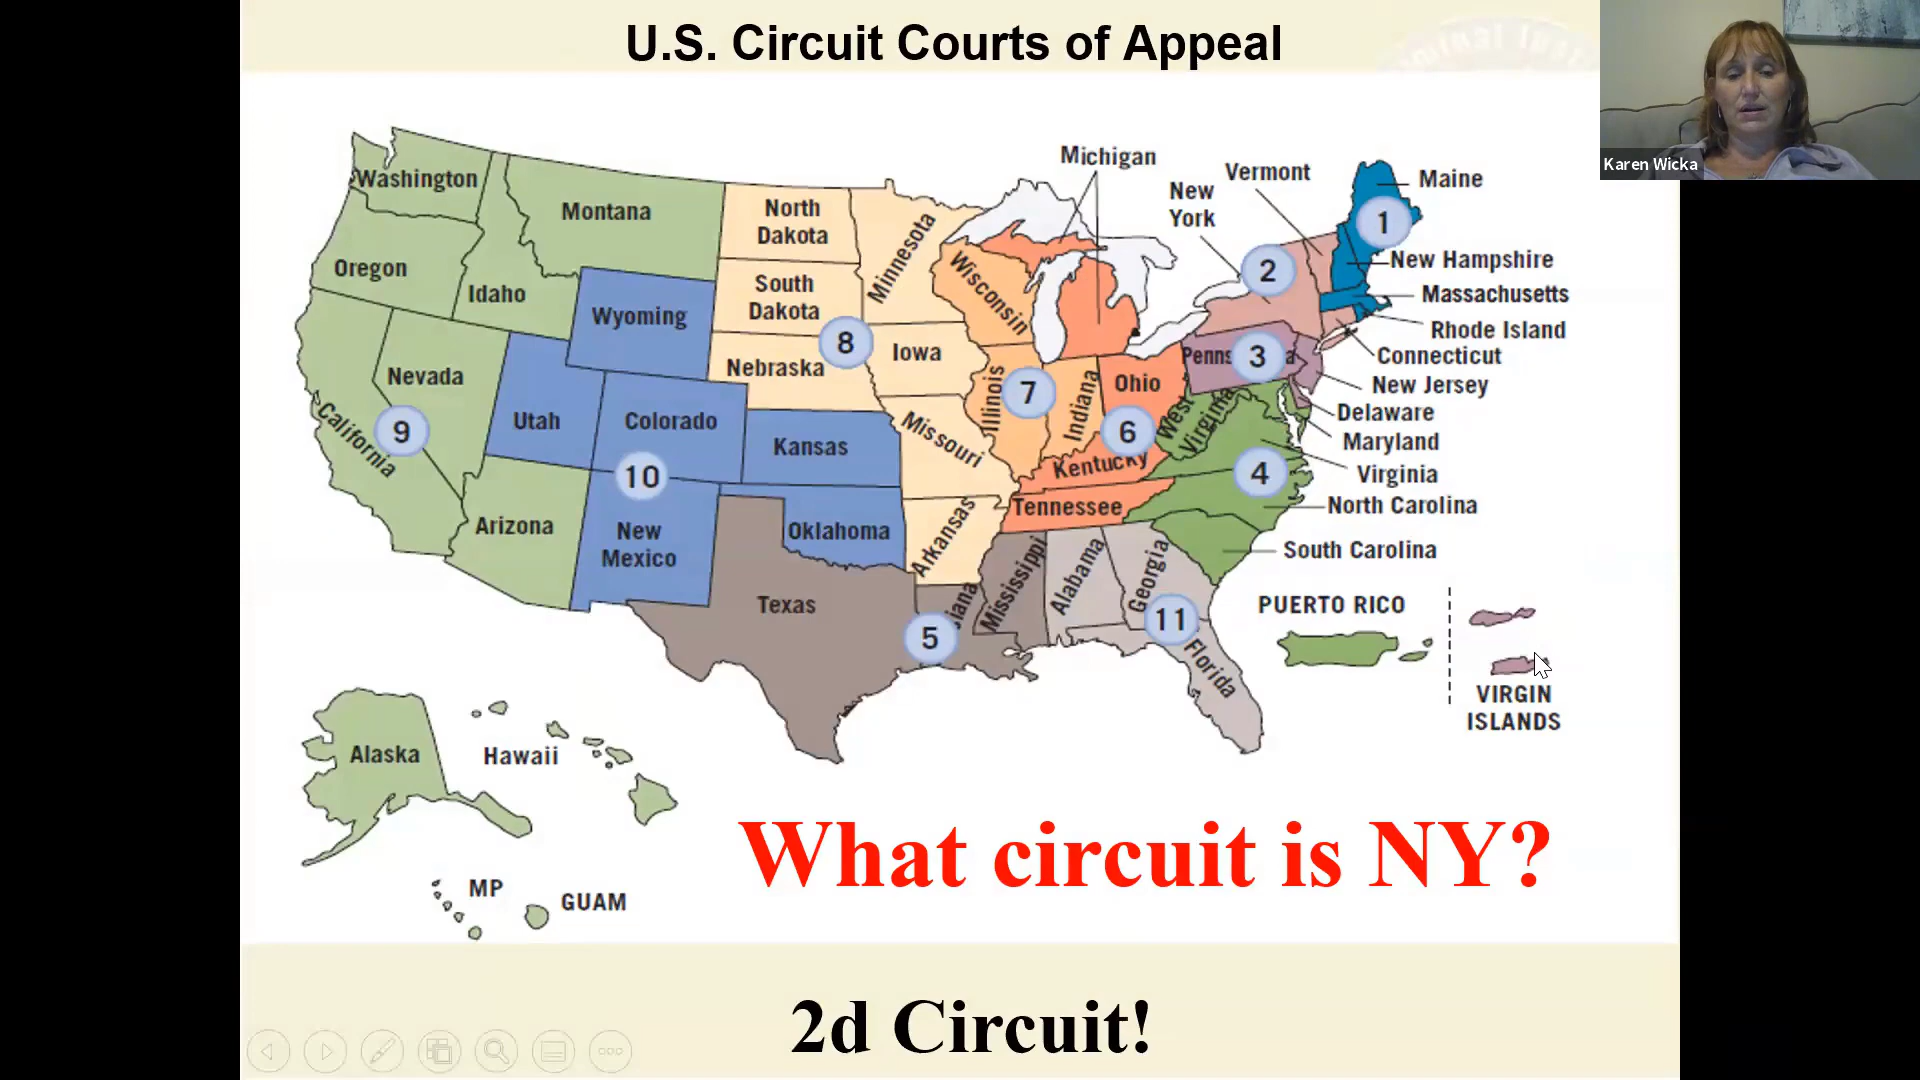 U.S. Circuit Courts of Appeal
Karen Wicka
Washington
Montana
North
Dakota
Minnesota
Michigan
Vermont
New
York
Maine
1
New Hampshire
Massachusetts
Rhode Island
Connecticut
New Jersey
Delaware
Maryland
Virginia
North Carolina
South Carolina
Oregon
Idaho
Wyoming
South
Dakota
Wisconsin
2
8
Iowa
Nebraska
Nevada
California
9
Utah
Colorado
Kansas
Missouri
Illinois
7
Indiana
Ohio
6
Penns
3
a
West
Virginia
4
Kentucky
Tennessee
10
Arizona
New
Mexico
Oklahoma
Arkansas
Texas
iana
5
Mississippi
Alabama
Georgia
11
Florida
PUERTO RICO
VIRGIN
ISLANDS
Alaska
Hawaii
MP
GUAM
What circuit is NY?
2d Circuit!